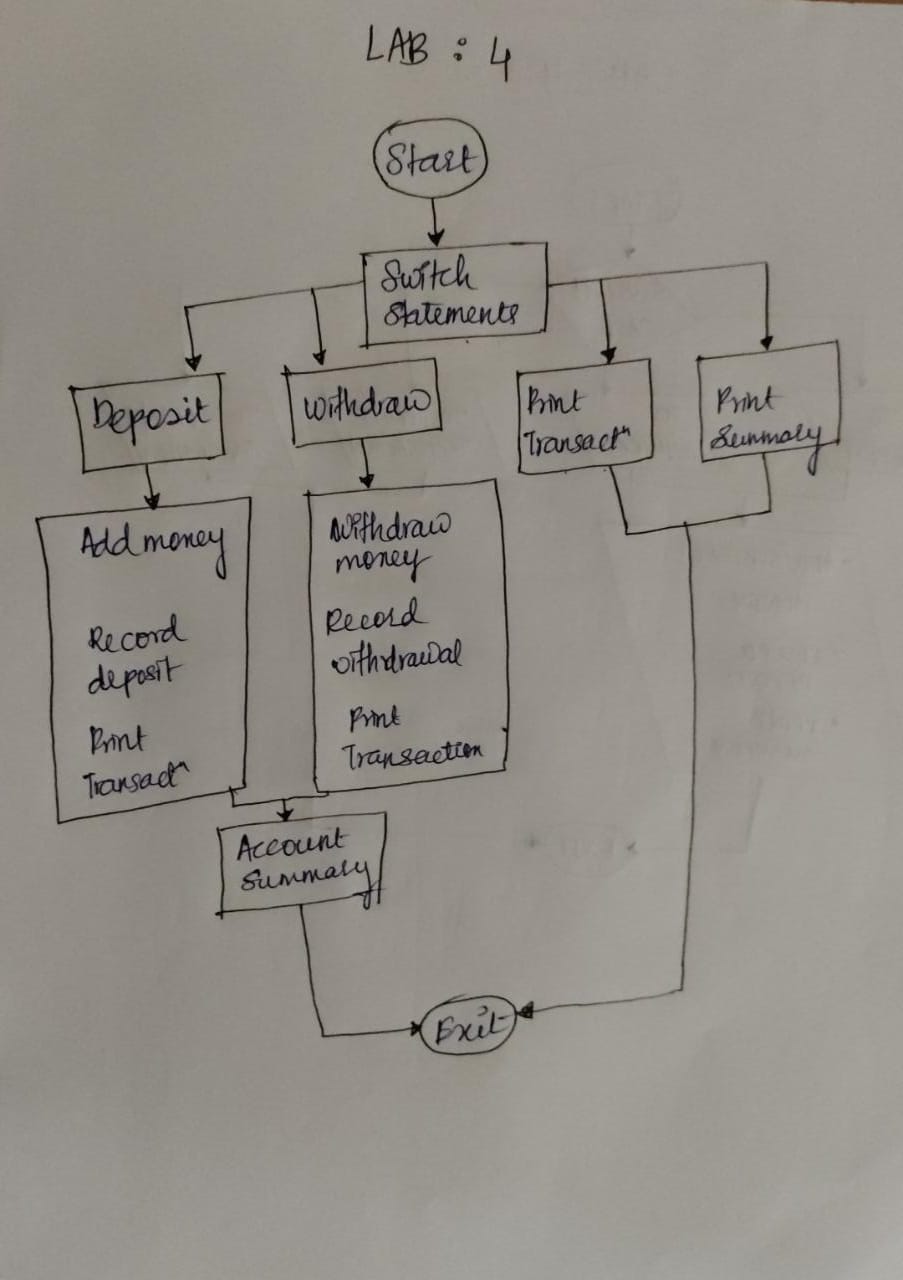 LAB : 4
Start
Switch
Statements
Deposit
Withdraw
Print
Transactⁿ
Print
Summary
Add money
Record
deposit
Print
Transactⁿ
Withdraw
money
Record
withdrawal
Print
Transaction
Account
Summary
Exit